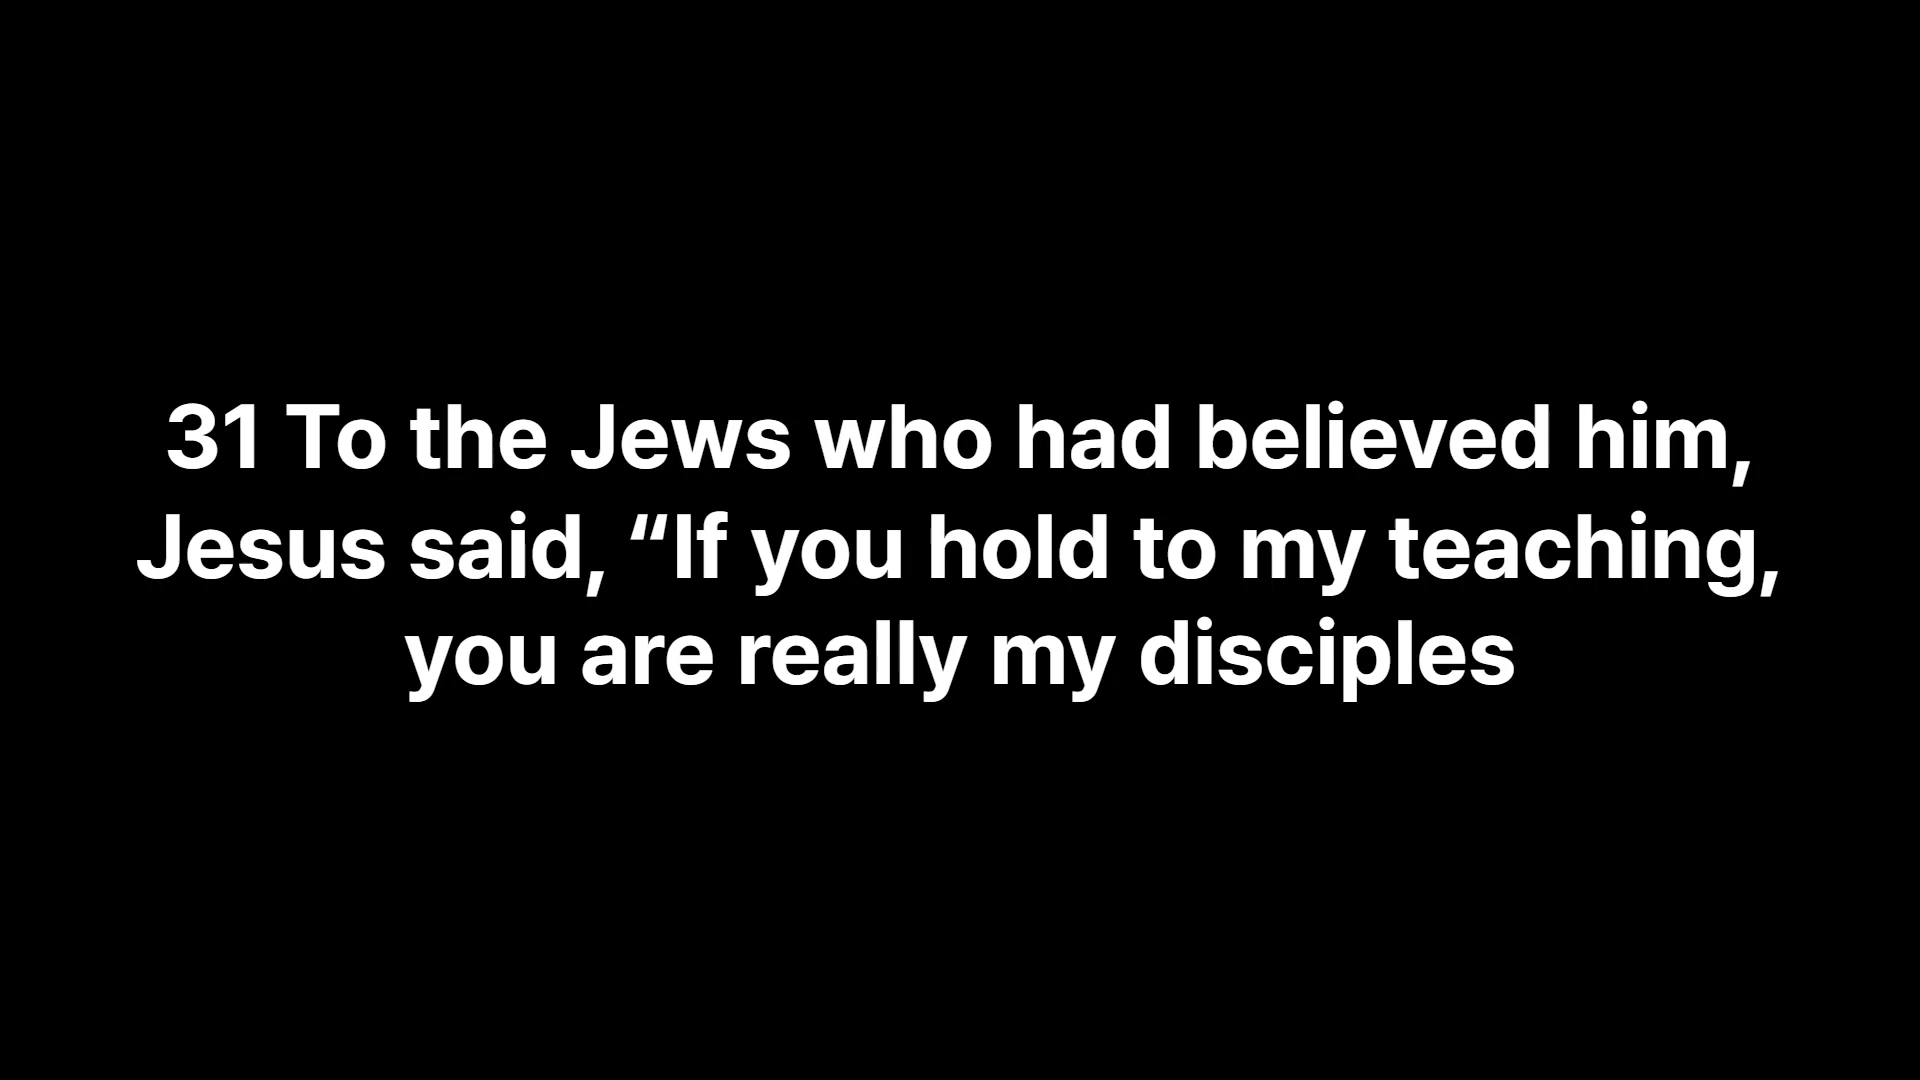 31 To the Jews who had believed him,
Jesus said, “If you hold to my teaching,
you are really my disciples